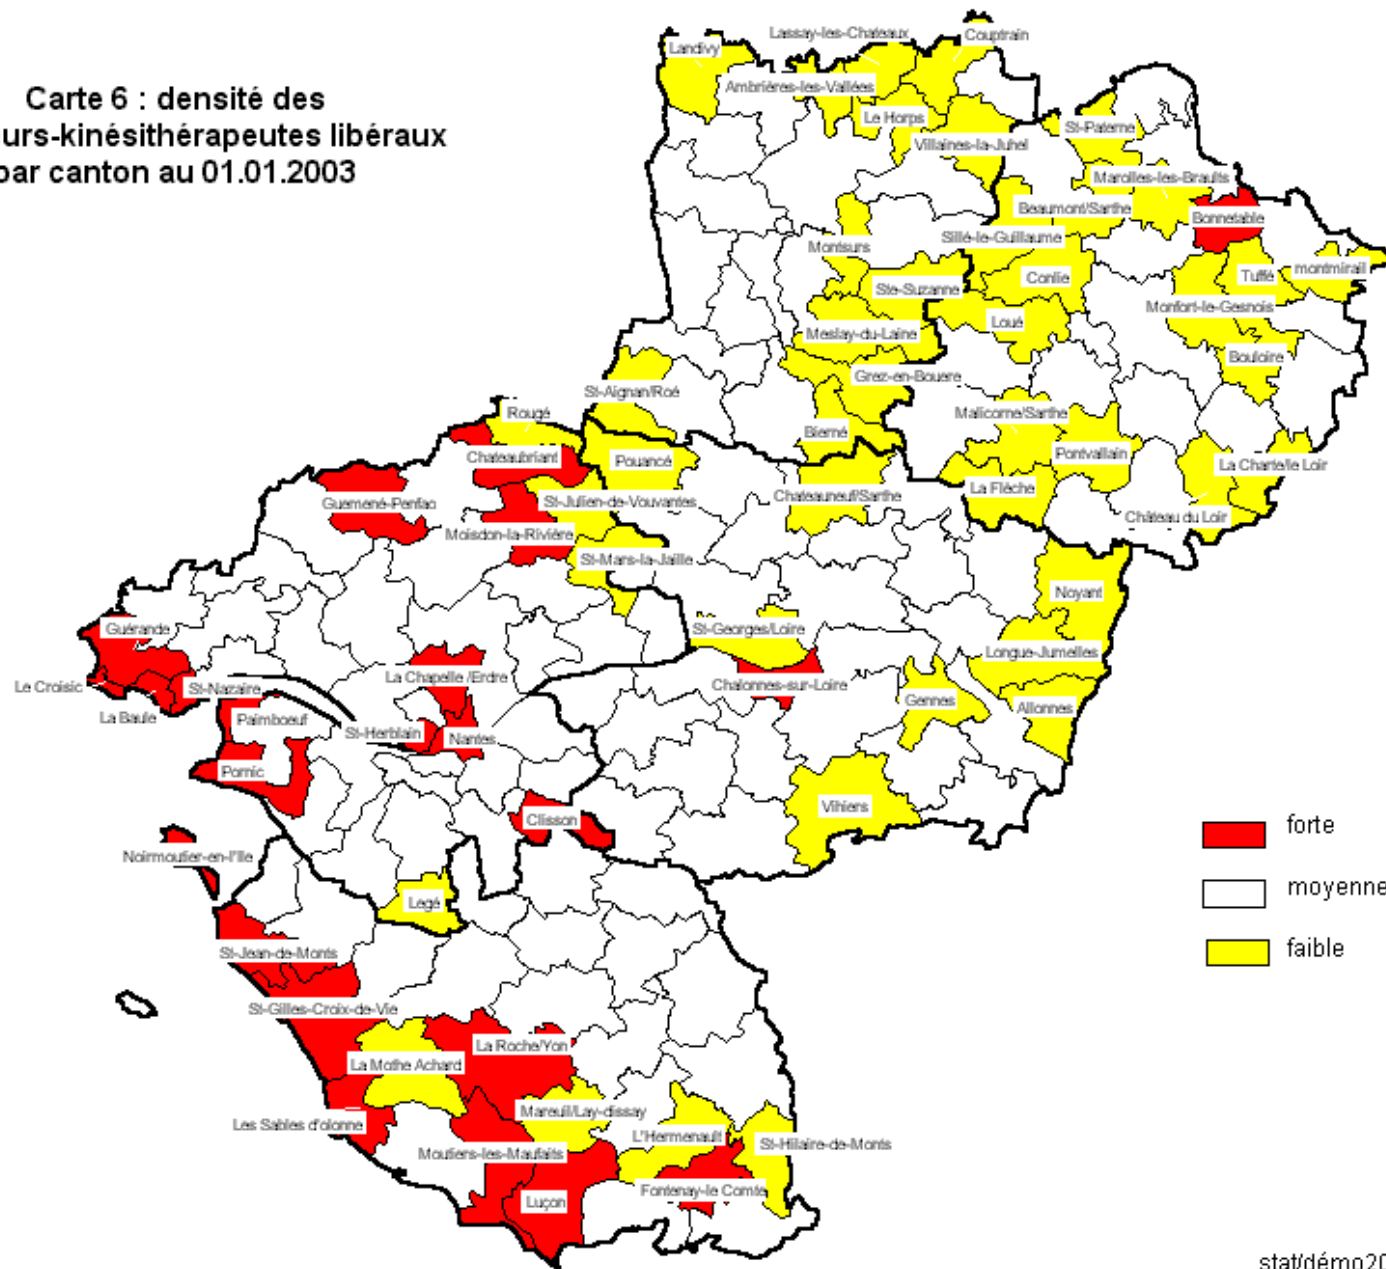 Carte 6 : densité des
urs-kinésithérapeutes libéraux
par canton au 01.01.2003
Lassay-les-Chateaux
Couptrain
Landivy
Ambrières-les-Vallées
Le Horps
St-Paterne
Villaines-la-Juhel
Marolles-les-Braults
Beaumont/Sarthe
Bonnetable
Sillé-le-Guillaume
Montsurs
Conlie
Tuffé
montmirail
Ste-Suzanne
Monfort-le-Gesnois
Loué
Meslay-du-Laine
Bouloire
Grez-en-Bouere
St-Aignan/Roé
Rougé
Malicorne/Sarthe
Bierné
Chateaubriant
Pouancé
Pontvallain
La Charte/le Loir
Guemené-Penfao
St-Julien-de-Vouvantes
Chateauneuf/Sarthe
La Flèche
Château du Loir
Moisdon-la-Rivière
St-Mars-la-Jaille
Noyant
Guérande
St-Georges/Loire
Longue-Jumelles
Le Croisic
St-Nazaire
La Chapelle /Erdre
Chalonnes-sur-Loire
Gennes
Allonnes
La Baule
Paimboeuf
St-Herblain
Nantes
Pornic
Vihiers
Clisson
forte
Noirmoutier-en-l'Ile
moyenne
Legé
faible
St-Jean-de-Monts
St-Gilles-Croix-de-Vie
La Roche/Yon
La Mothe Achard
Les Sables d'olonne
Mareuil/Lay-dissay
L'Hermenault
St-Hilaire-de-Monts
Moutiers-les-Maufaits
Luçon
Fontenay-le Comte
stat/démo20